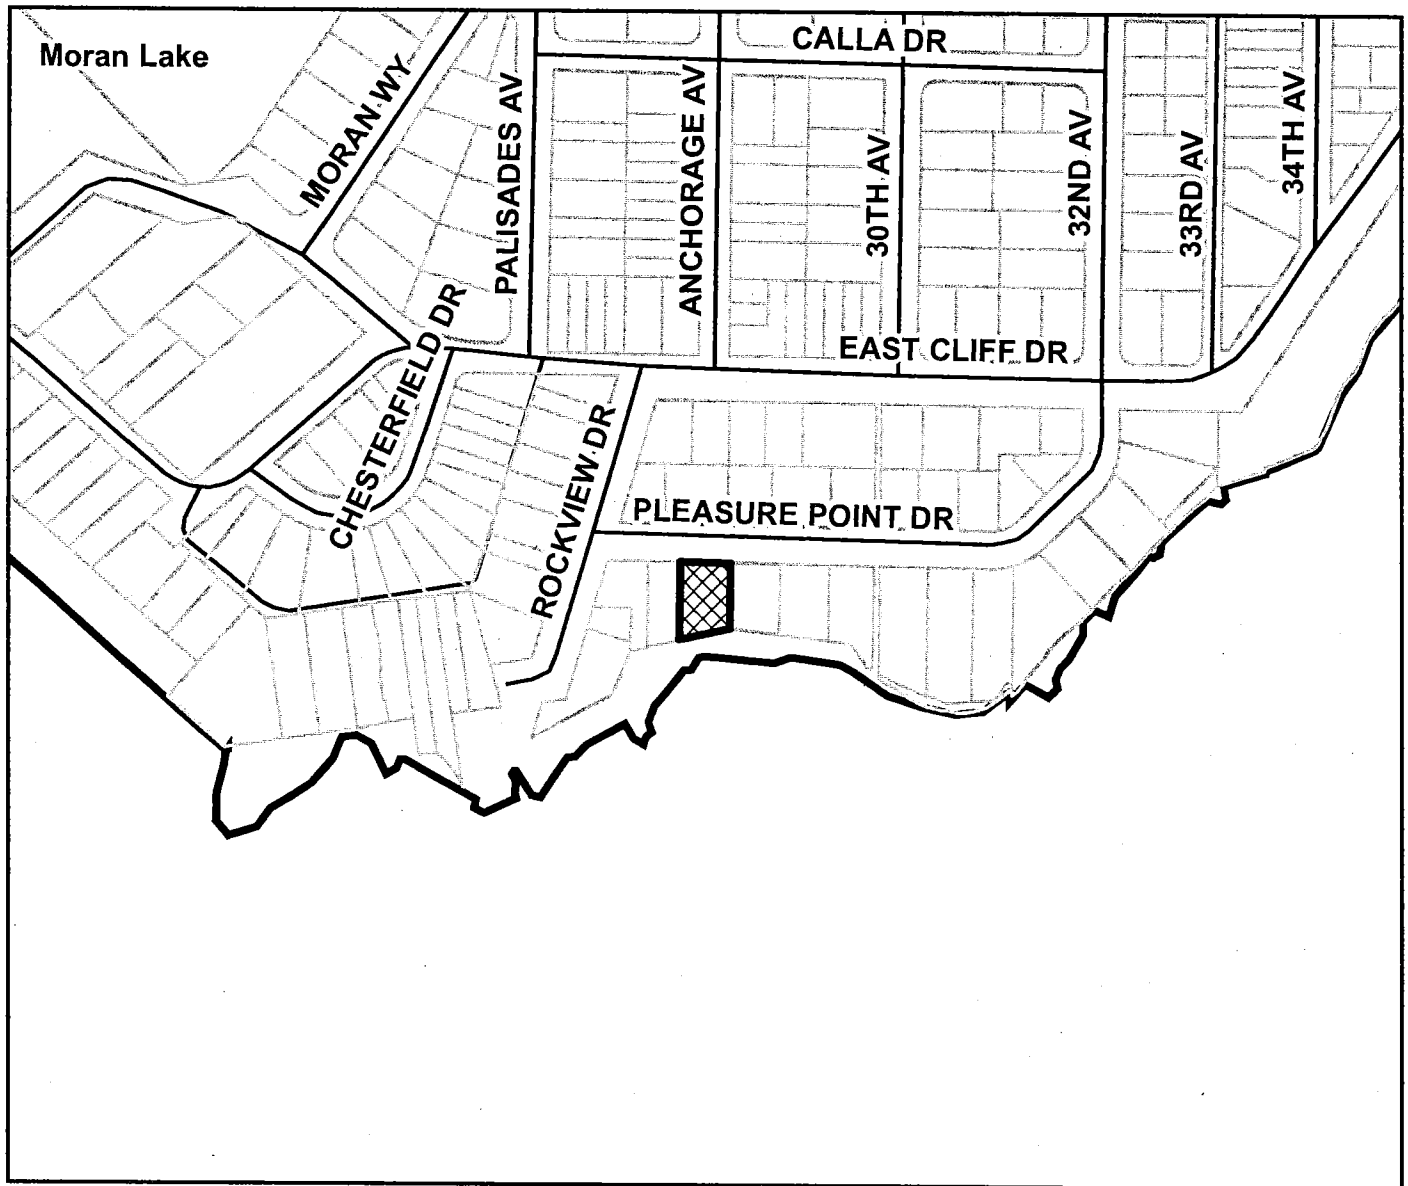 Moran Lake
CALLA DR
MORAN WY
PALISADES AV
ANCHORAGE AV
30TH AV
32ND AV
33RD AV
34TH AV
CHESTERFIELD DR
EAST CLIFF DR
ROCKVIEW DR
PLEASURE POINT DR